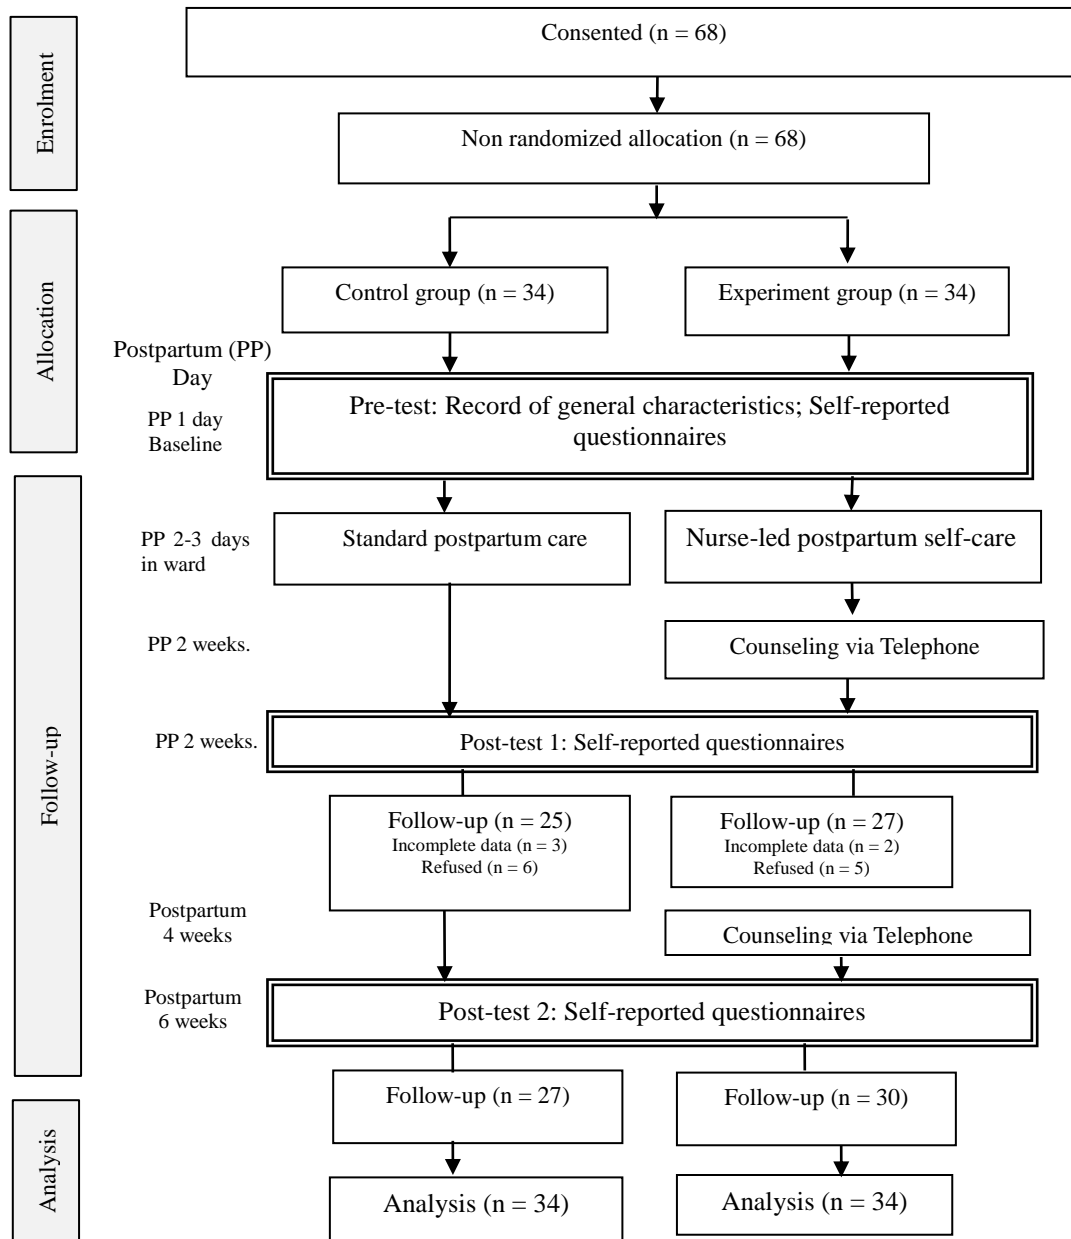 Enrolment
Consented (n = 68)
Non randomized allocation (n = 68)
Allocation
Control group (n = 34)
Experiment group (n = 34)
Postpartum (PP)
Day
PP 1 day
Baseline
Pre-test: Record of general characteristics; Self-reported
questionnaires
Follow-up
PP 2-3 days
in ward
Standard postpartum care
Nurse-led postpartum self-care
PP 2 weeks.
Counseling via Telephone
PP 2 weeks.
Post-test 1: Self-reported questionnaires
Follow-up (n = 25)
Incomplete data (n = 3)
Refused (n = 6)
Follow-up (n = 27)
Incomplete data (n = 2)
Refused (n = 5)
Postpartum
4 weeks
Counseling via Telephone
Postpartum
6 weeks
Post-test 2: Self-reported questionnaires
Follow-up (n = 27)
Follow-up (n = 30)
Analysis
Analysis (n = 34)
Analysis (n = 34)